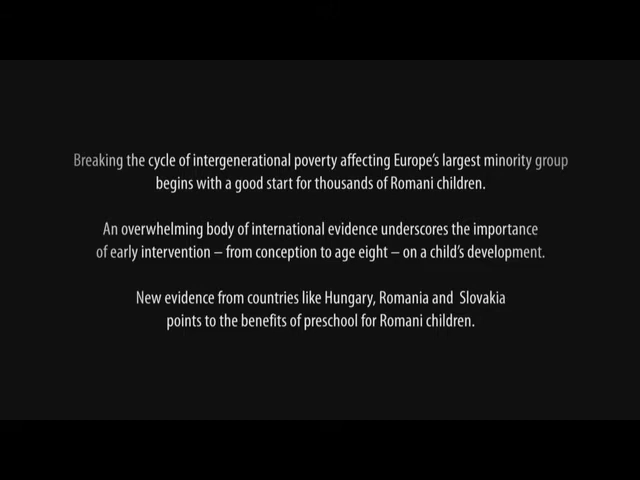 Breaking the cycle of intergenerational poverty affecting Europe's largest minority group
begins with a good start for thousands of Romani children.
An overwhelming body of international evidence underscores the importance
of early intervention – from conception to age eight – on a child's development.
New evidence from countries like Hungary, Romania and Slovakia
points to the benefits of preschool for Romani children.